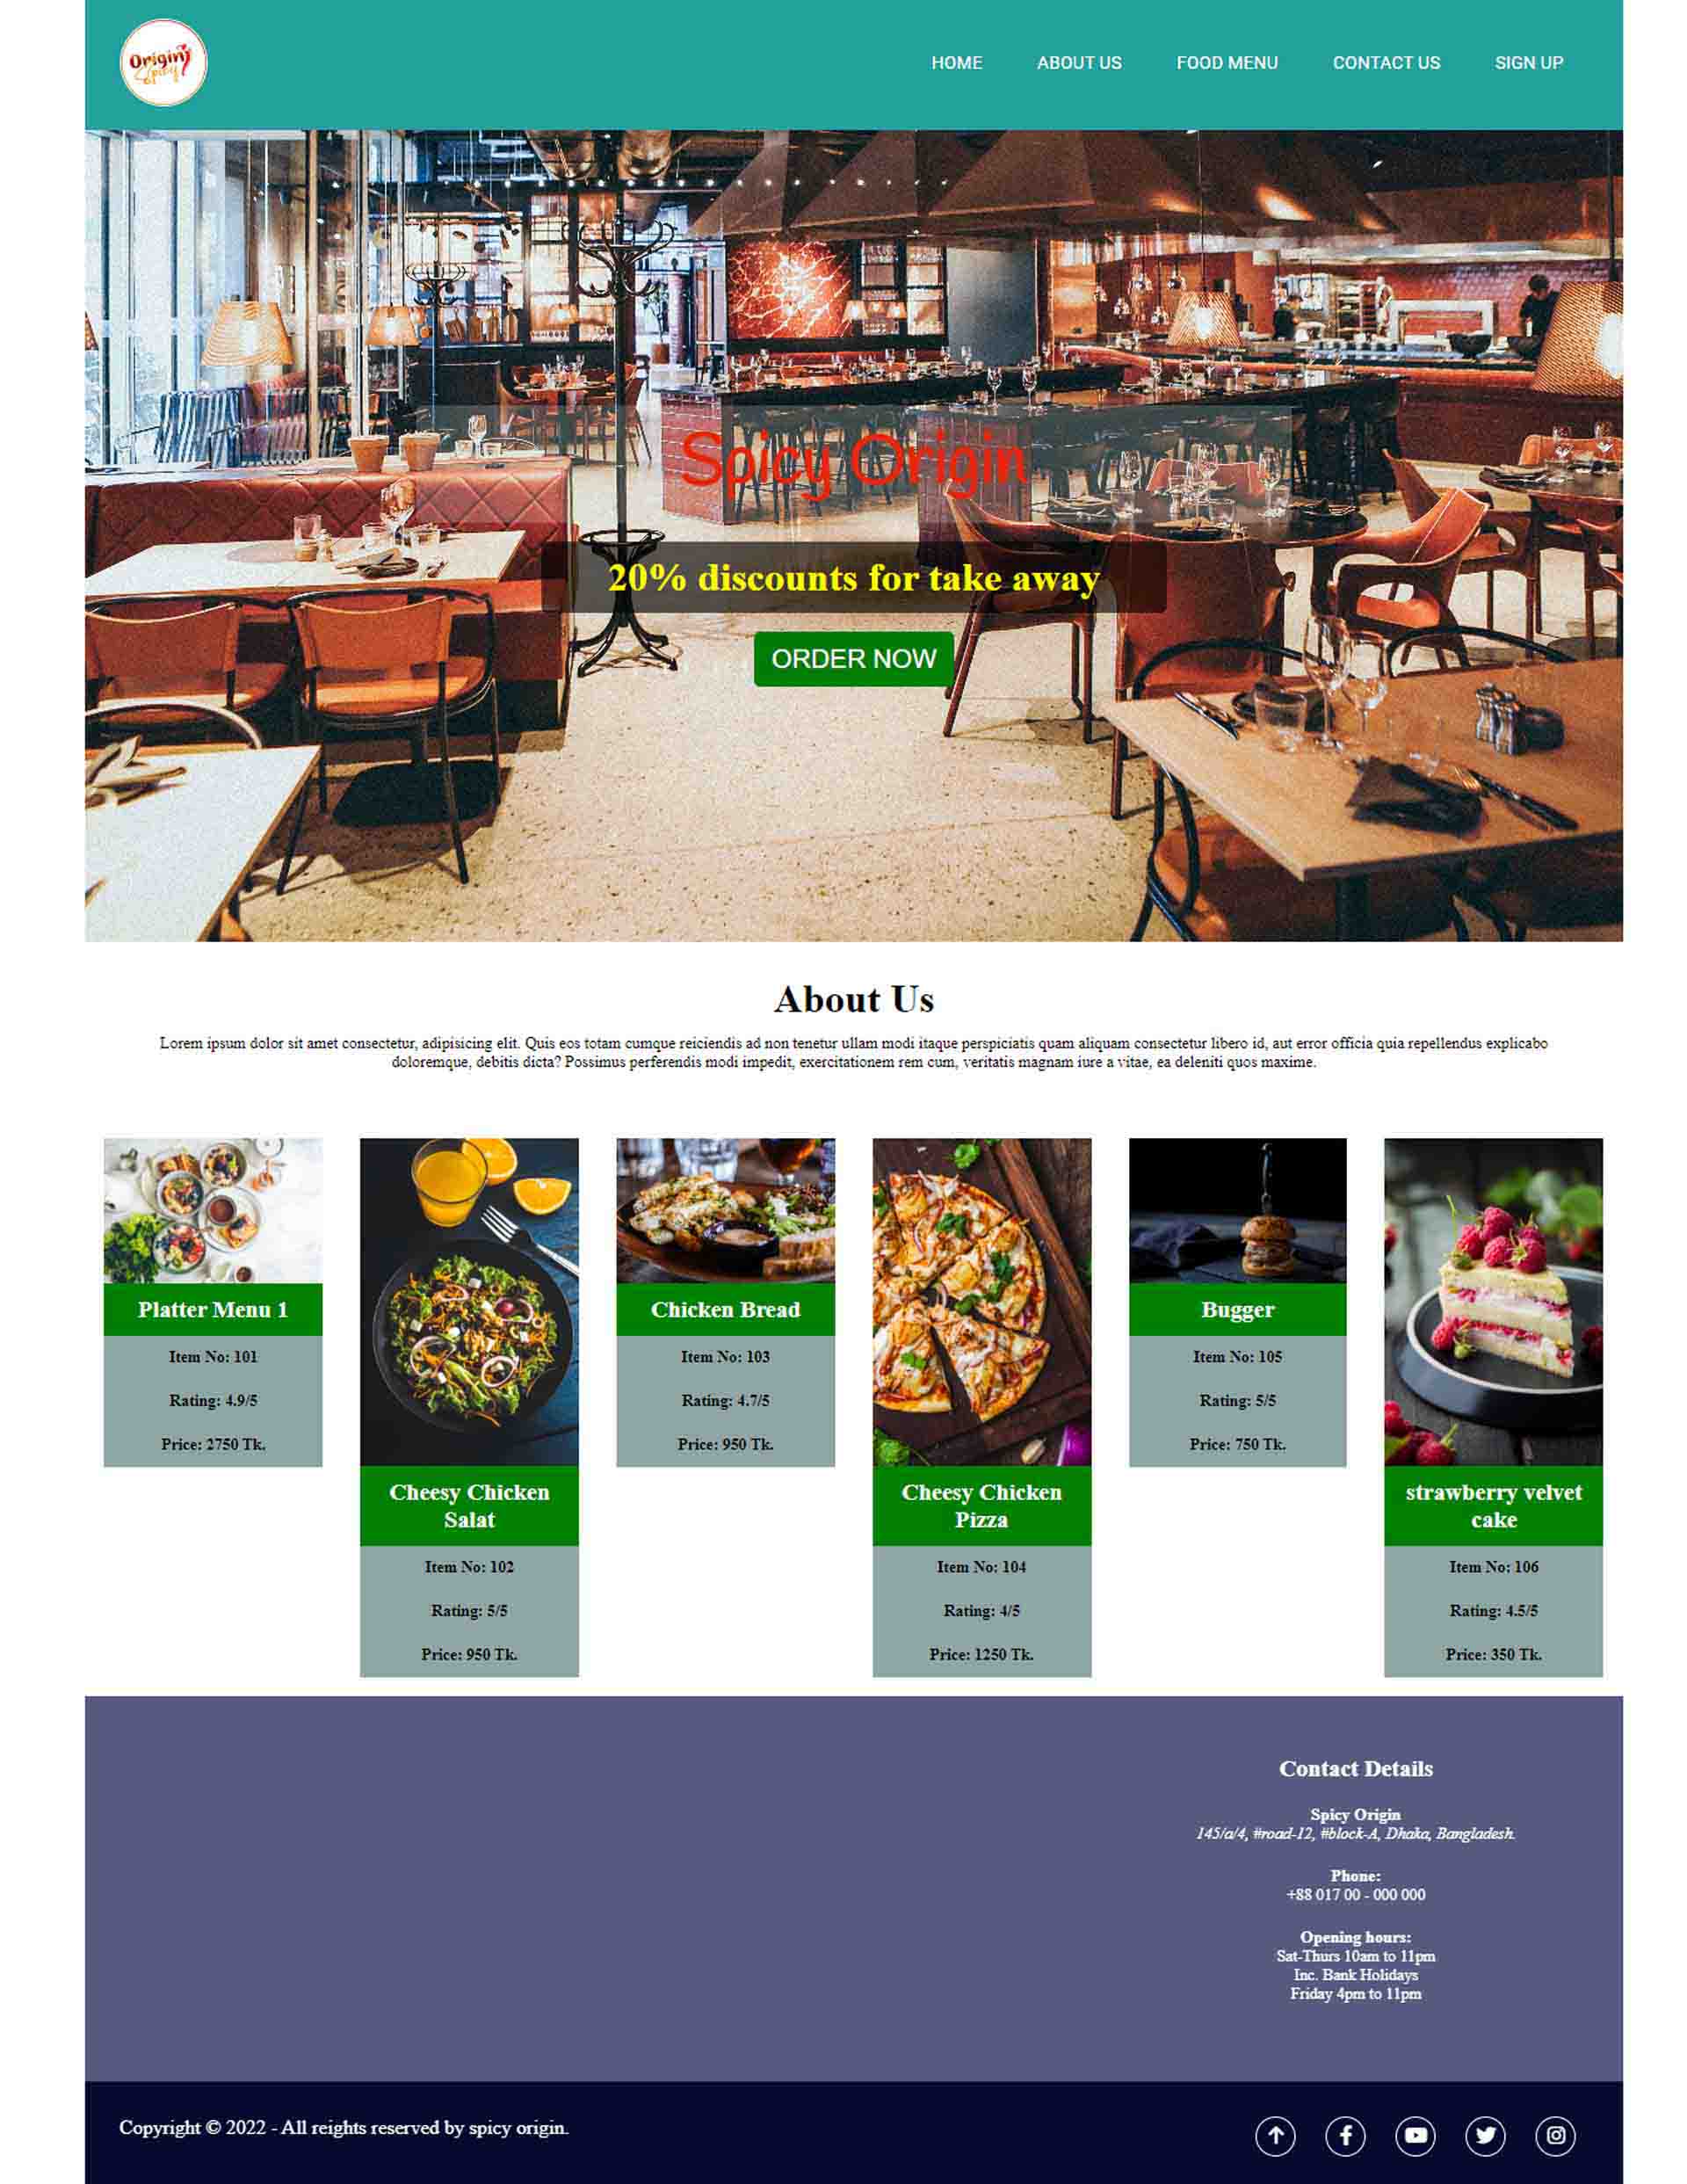 Origin
Spicy
HOME ABOUT US FOOD MENU CONTACT US SIGN UP
Spicy Origin
20% discounts for take away
ORDER NOW
About Us
Lorem ipsum dolor sit amet consectetur, adipisicing elit. Quis eos totam cumque reiciendis ad non tenetur ullam modi itaque perspiciatis quam aliquam consectetur libero id, aut error officia quia repellendus explicabo
doloremque, debitis dicta? Possimus perferendis modi impedit, exercitationem rem cum, veritatis magnam iure a vitae, ea deleniti quos maxime.
Platter Menu 1
Item No: 101
Rating: 4.9/5
Price: 2750 Tk.
Cheesy Chicken
Salat
Item No: 102
Rating: 5/5
Price: 950 Tk.
Chicken Bread
Item No: 103
Rating: 4.7/5
Price: 950 Tk.
Cheesy Chicken
Pizza
Item No: 104
Rating: 4/5
Price: 1250 Tk.
Bugger
Item No: 105
Rating: 5/5
Price: 750 Tk.
strawberry velvet
cake
Item No: 106
Rating: 4.5/5
Price: 350 Tk.
Contact Details
Spicy Origin
145/a/4, #road-12, #block-A, Dhaka, Bangladesh.
Phone:
+88 017 00 - 000 000
Opening hours:
Sat-Thurs 10am to 11pm
Inc. Bank Holidays
Friday 4pm to 11pm
Copyright © 2022 - All reights reserved by spicy origin.